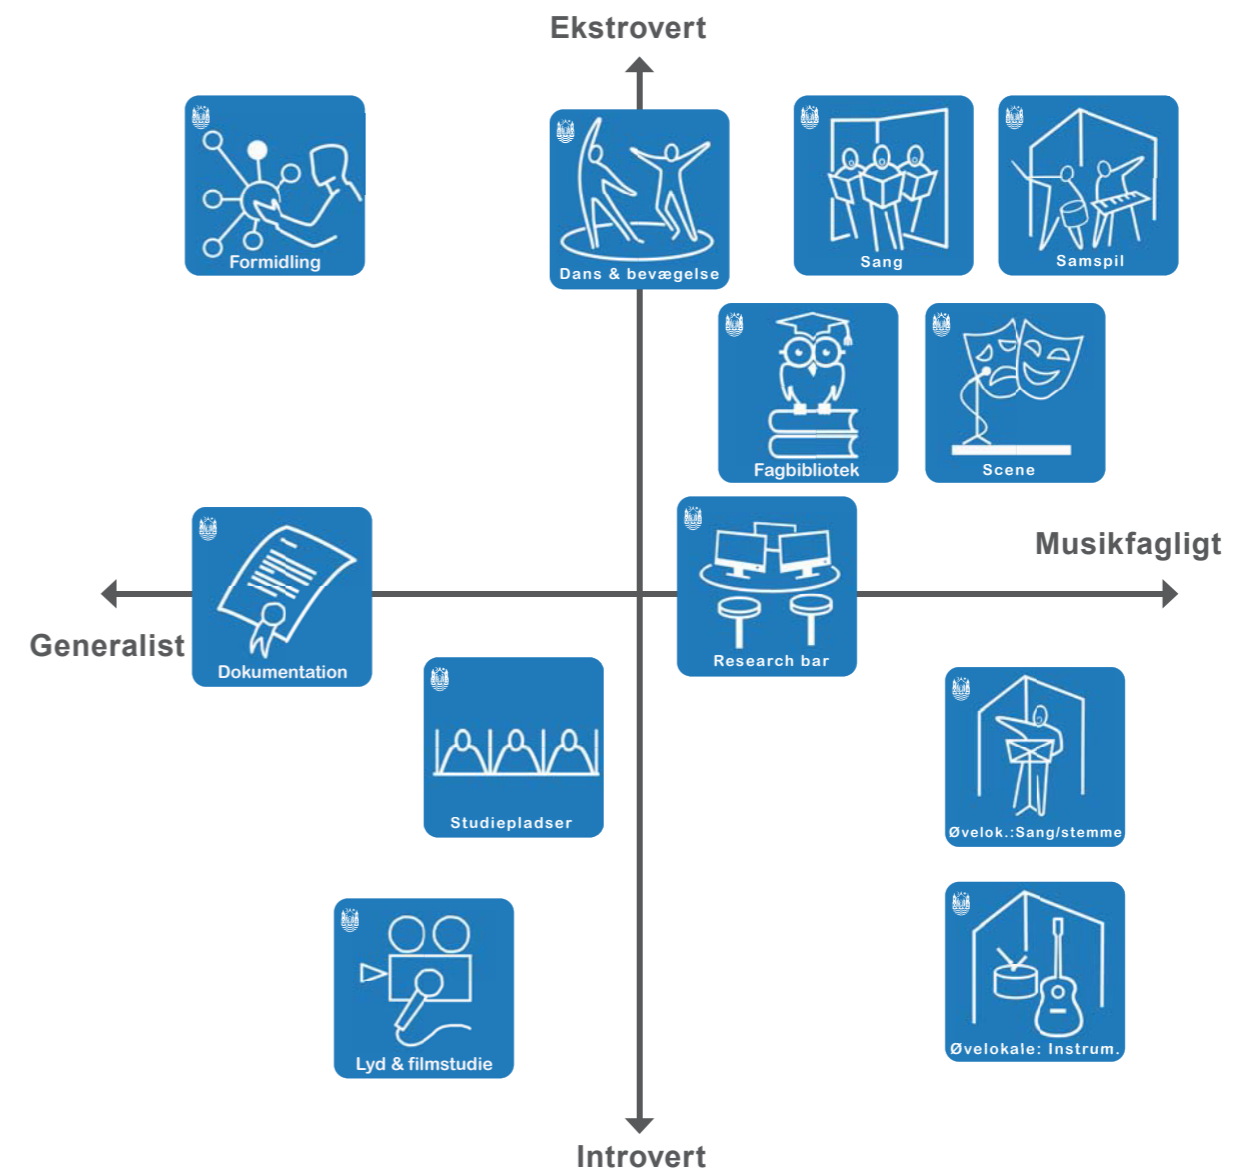 Ekstrovert
Formidling
Dans & bevægelse
Sang
Samspil
Fagbibliotek
Scene
Musikfagligt
Generalist
Dokumentation
Research bar
Studiepladser
Øvelok.:Sang/stemme
Lyd & filmstudie
Øvelokale: Instrum.
Introvert